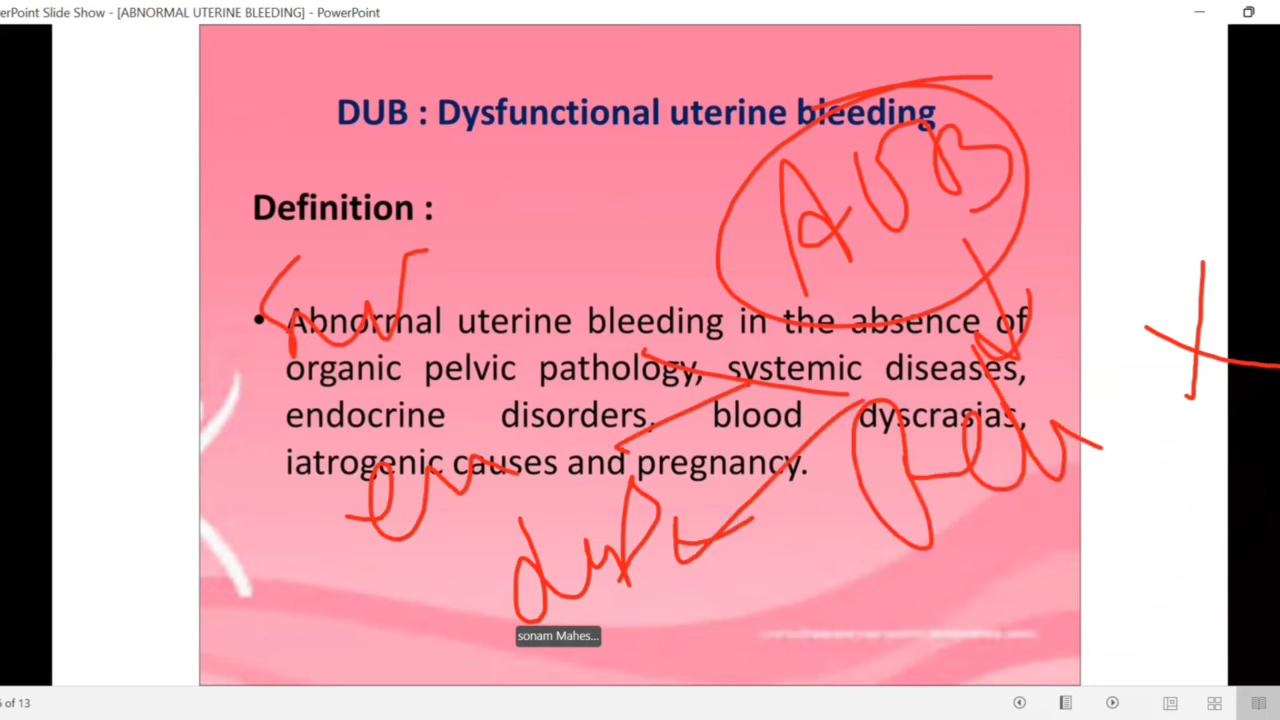 erPoint Slide Show - [ABNORMAL UTERINE BLEEDING] - PowerPoint
DUB : Dysfunctional uterine bleeding
AUB
Definition :
• Abnormal uterine bleeding in the absence of
organic pelvic pathology, systemic diseases,
endocrine disorders, blood dyscrasias,
iatrogenic causes and pregnancy.
sonam Mahes...
of 13